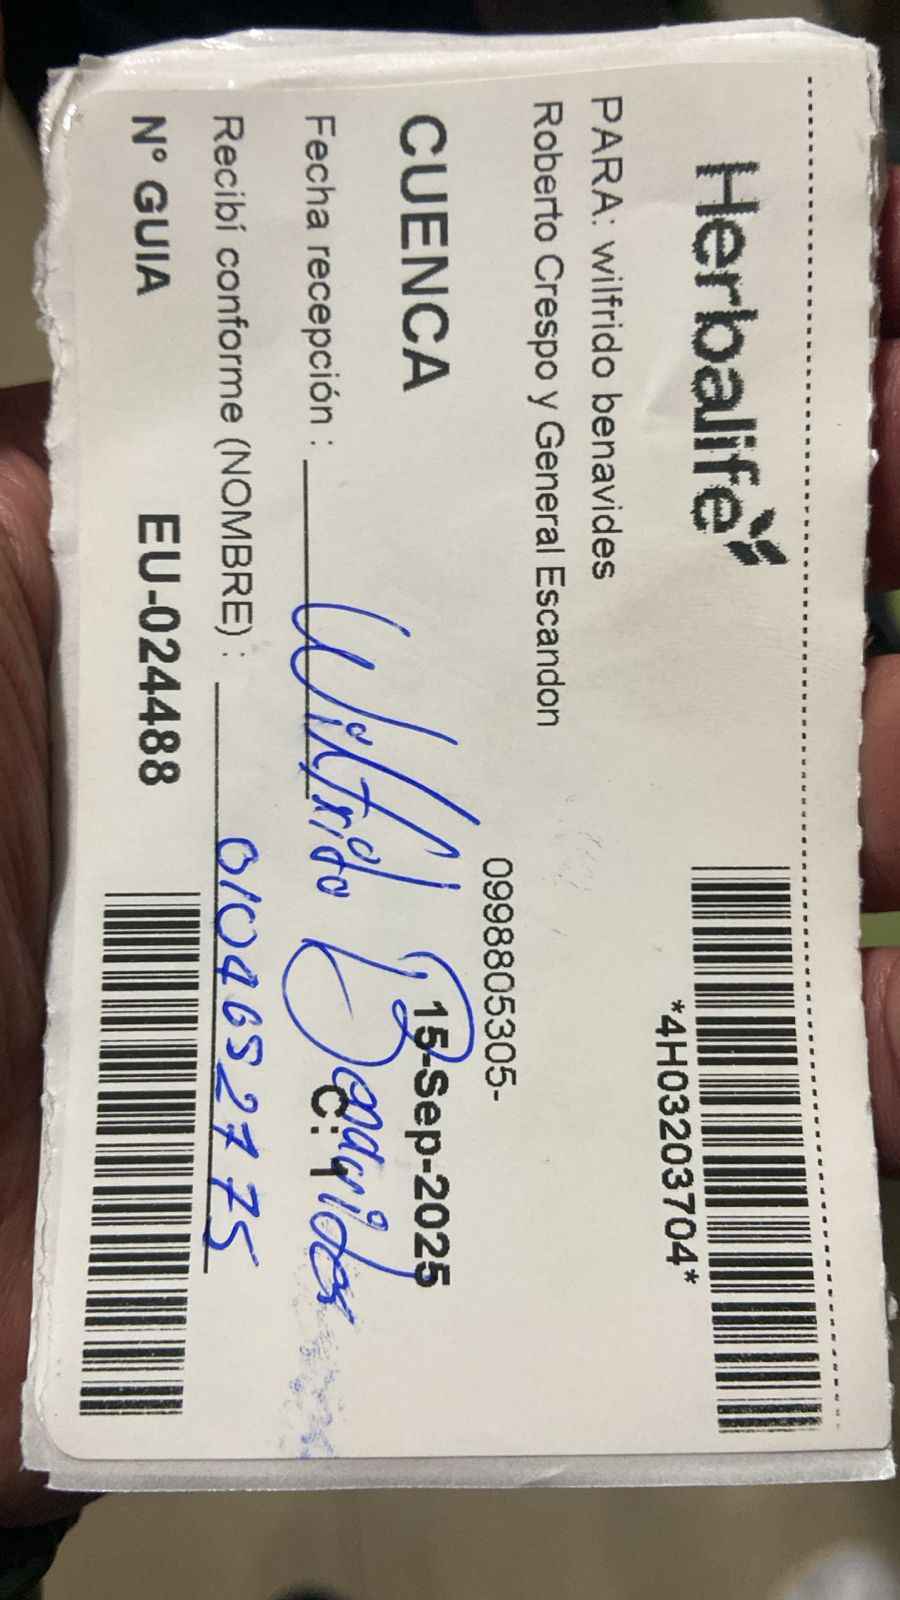 Herbalife
*4H03203704*
PARA: wilfrido benavides
Roberto Crespo y General Escandon
0998805305-
CUENCA
15-Sep-2025
Fecha recepción :
Wilfrido Benavides
C: 1
Recibí conforme (NOMBRE) :
0104652775
N° GUIA
EU-024488